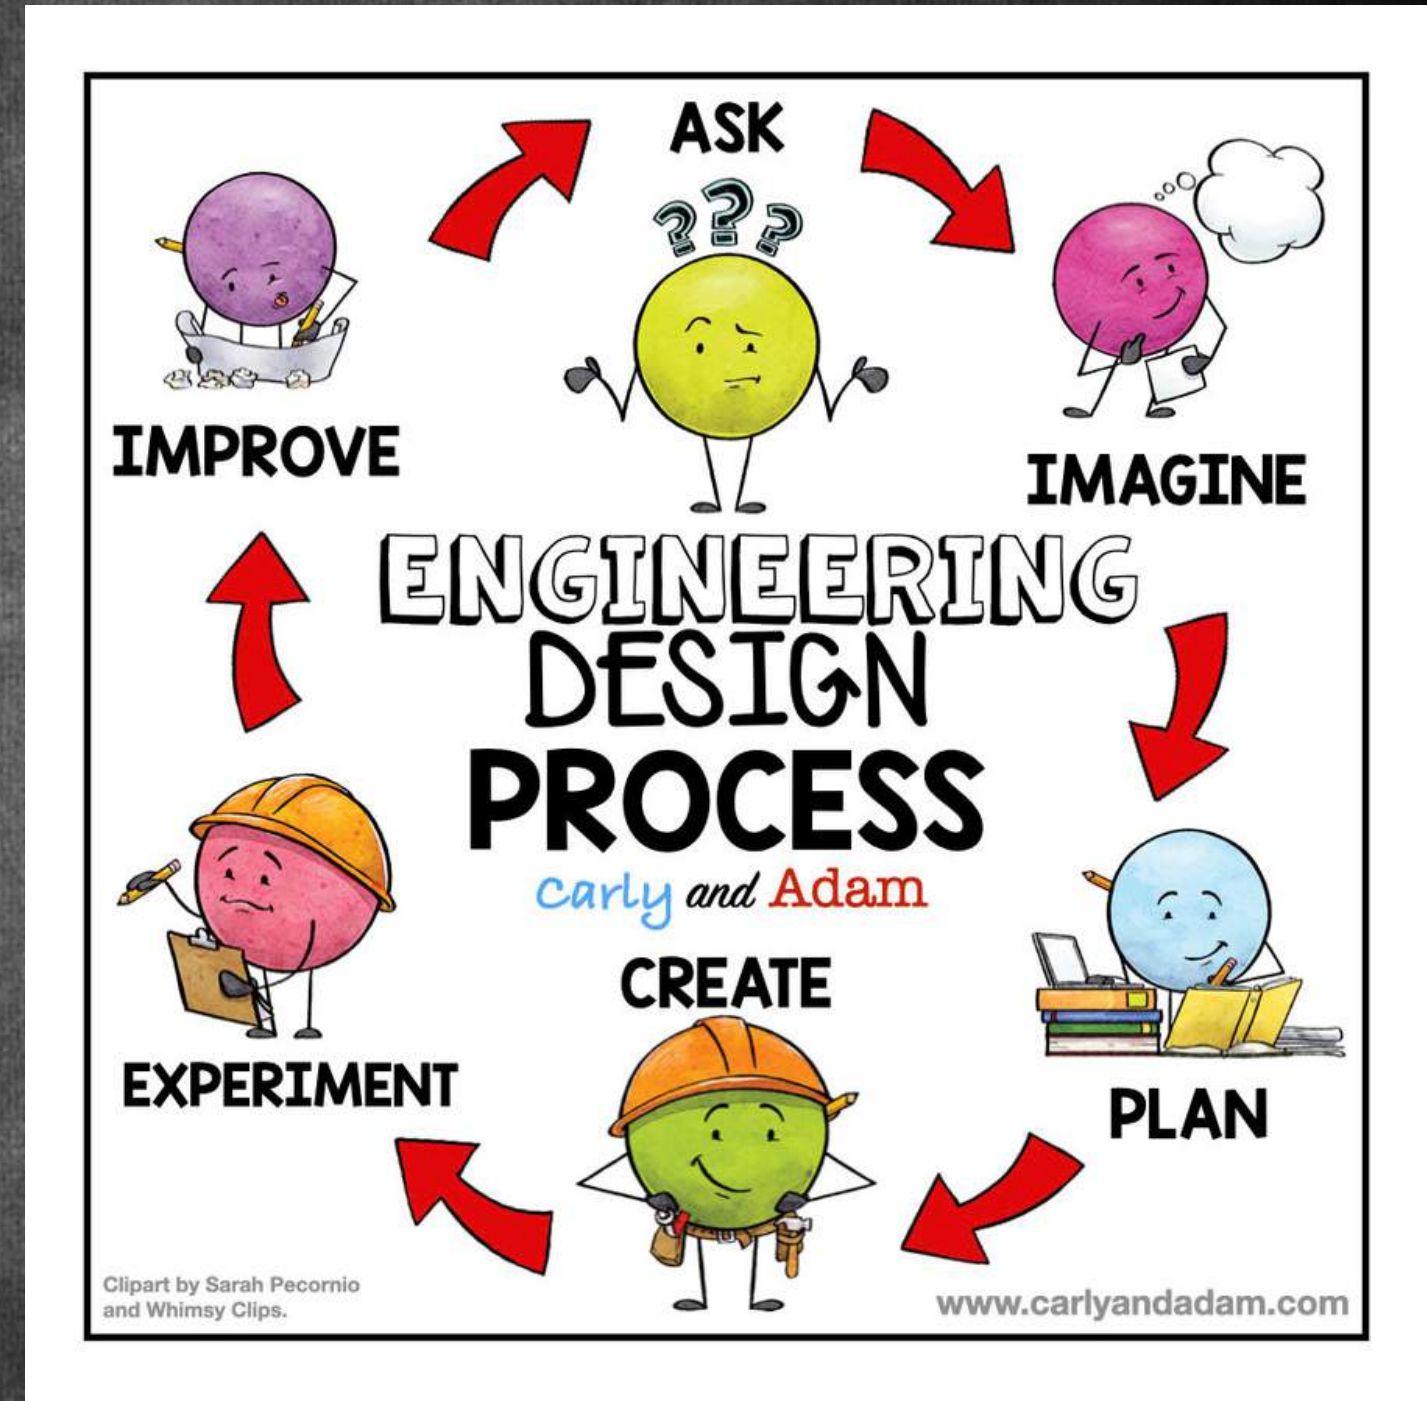 ASK
???
IMAGINE
IMPROVE
ENGINEERING
DESIGN
PROCESS
Carly and Adam
CREATE
EXPERIMENT
PLAN
Clipart by Sarah Pecornio
and Whimsy Clips.
www.carlyandadam.com